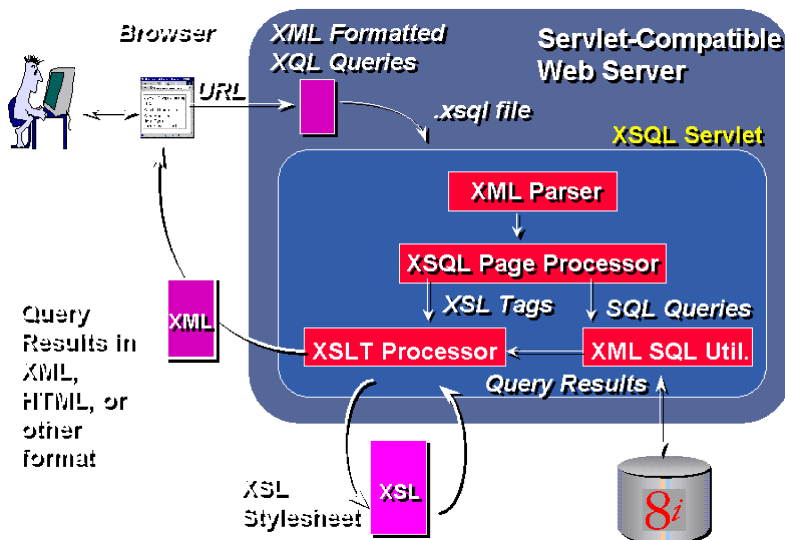 Browser
XML Formatted
XQL Queries
Servlet-Compatible
Web Server
URL
.xsql file
XSQL Servlet
XML Parser
XSQL Page Processor
XSL Tags
SQL Queries
XML
XSLT Processor
XML SQL Util.
Query Results
Query
Results in
XML,
HTML, or
other
format
XSL
Stylesheet
XSL
8i